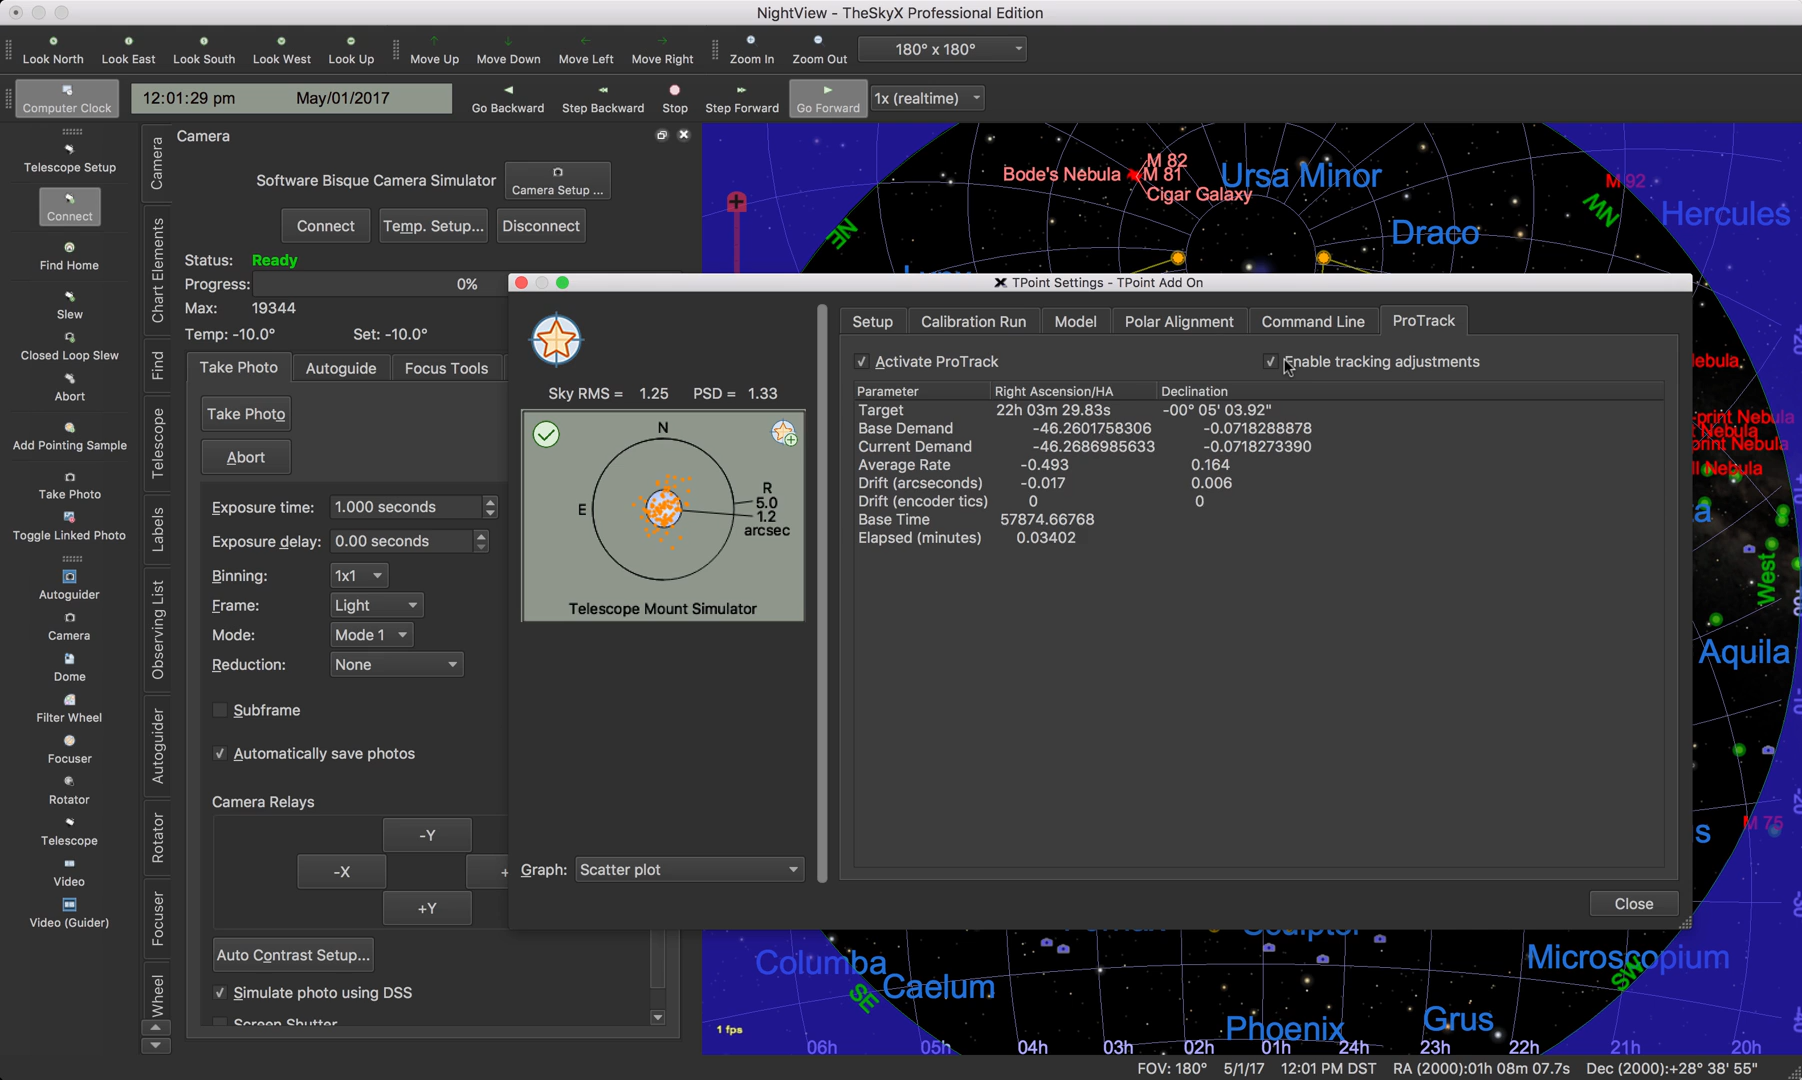 NightView - TheSkyX Professional Edition
Look North Look East Look South Look West Look Up Move Up Move Down Move Left Move Right Zoom In Zoom Out 180° x 180°
Computer Clock 12:01:29 pm May/01/2017 Go Backward Step Backward Stop Step Forward Go Forward 1x (realtime)
Telescope Setup
Connect
Find Home
Slew
Closed Loop Slew
Abort
Add Pointing Sample
Take Photo
Toggle Linked Photo
Autoguider
Camera
Dome
Filter Wheel
Focuser
Rotator
Telescope
Video
Video (Guider)
Camera
Chart Elements
Find
Telescope
Labels
Observing List
Autoguider
Rotator
Focuser
Wheel
Camera
Software Bisque Camera Simulator Camera Setup ...
Connect Temp. Setup... Disconnect
Status: Ready
Progress: 0%
Max: 19344
Temp: -10.0° Set: -10.0°
Take Photo Autoguide Focus Tools
Take Photo
Abort
Exposure time: 1.000 seconds
Exposure delay: 0.00 seconds
Binning: 1x1
Frame: Light
Mode: Mode 1
Reduction: None
Subframe
Automatically save photos
Camera Relays
-Y
-X +
+Y
Auto Contrast Setup...
Simulate photo using DSS
Screen Shutter
TPoint Settings - TPoint Add On
Sky RMS = 1.25 PSD = 1.33
N
E
R
5.0
1.2
arcsec
Telescope Mount Simulator
Graph: Scatter plot
Setup Calibration Run Model Polar Alignment Command Line ProTrack
Activate ProTrack Enable tracking adjustments
Parameter Right Ascension/HA Declination
Target 22h 03m 29.83s -00° 05' 03.92"
Base Demand -46.2601758306 -0.0718288878
Current Demand -46.2686985633 -0.0718273390
Average Rate -0.493 0.164
Drift (arcseconds) -0.017 0.006
Drift (encoder tics) 0 0
Base Time 57874.66768
Elapsed (minutes) 0.03402
Close
M 82
Bode's Nebula M 81
Cigar Galaxy
Ursa Minor
M 92
Hercules
NE
NW
Draco
West
Aquila
M 75
Columba
SE
Caelum
Microscopium
SW
Phoenix
Grus
1 fps
06h 05h 04h 03h 02h 01h 24h 23h 22h 21h 20h
FOV: 180° 5/1/17 12:01 PM DST RA (2000):01h 08m 07.7s Dec (2000):+28° 38' 55"